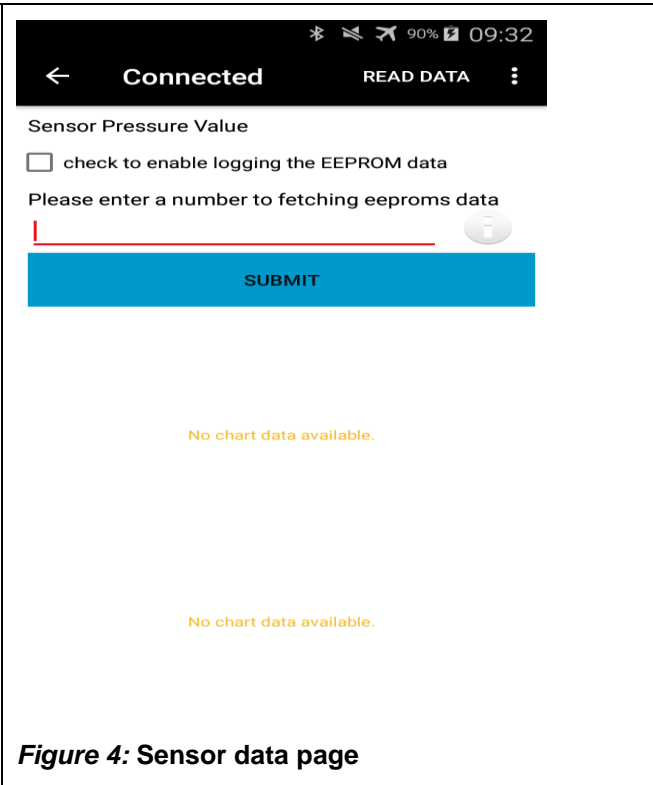 90% 09:32
Connected READ DATA
Sensor Pressure Value
check to enable logging the EEPROM data
Please enter a number to fetching eeproms data
SUBMIT
No chart data available.
No chart data available.
Figure 4: Sensor data page